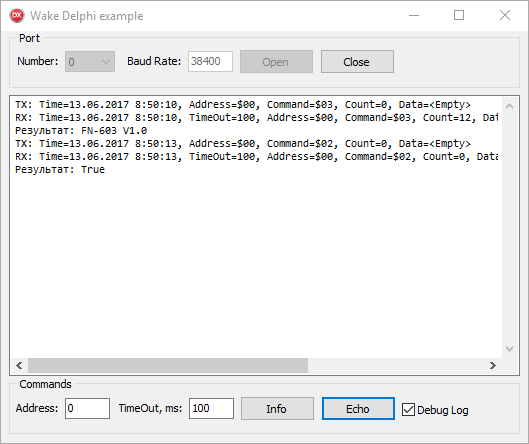 Wake Delphi example
Port
Number: 0 Baud Rate: 38400 Open Close
TX: Time=13.06.2017 8:50:10, Address=$00, Command=$03, Count=0, Data=<Empty>
RX: Time=13.06.2017 8:50:10, TimeOut=100, Address=$00, Command=$03, Count=12, Dat
Результат: FN-603 V1.0
TX: Time=13.06.2017 8:50:13, Address=$00, Command=$02, Count=0, Data=<Empty>
RX: Time=13.06.2017 8:50:13, TimeOut=100, Address=$00, Command=$02, Count=0, Data
Результат: True
Commands
Address: 0 TimeOut, ms: 100 Info Echo Debug Log